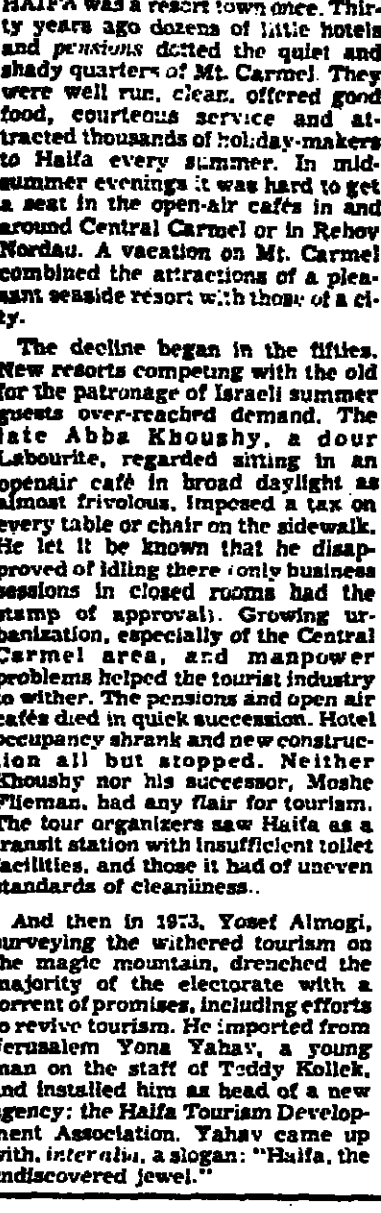 HAIFA was a resort town once. Thir-
ty years ago dozens of little hotels
and pensions dotted the quiet and
shady quarters of Mt. Carmel. They
were well run, clean, offered good
food, courteous service and at-
tracted thousands of holiday-makers
to Haifa every summer. In mid-
summer evenings it was hard to get
a seat in the open-air cafés in and
around Central Carmel or in Rehov
Nordau. A vacation on Mt. Carmel
combined the attractions of a plea-
sant seaside resort with those of a ci-
ty.
The decline began in the fifties.
New resorts competing with the old
for the patronage of Israeli summer
guests over-reached demand. The
late Abba Khoushy, a dour
Labourite, regarded sitting in an
openair café in broad daylight as
almost frivolous, imposed a tax on
every table or chair on the sidewalk.
He let it be known that he disap-
proved of idling there (only business
sessions in closed rooms had the
stamp of approval). Growing ur-
banization, especially of the Central
Carmel area, and manpower
problems helped the tourist industry
to wither. The pensions and open air
cafés died in quick succession. Hotel
occupancy shrank and new construc-
tion all but stopped. Neither
Khoushy nor his successor, Moshe
Flieman, had any flair for tourism.
The tour organizers saw Haifa as a
transit station with insufficient toilet
facilities, and those it had of uneven
standards of cleanliness..
And then in 1973, Yosef Almogi,
surveying the withered tourism on
the magic mountain, drenched the
majority of the electorate with a
torrent of promises, including efforts
to revive tourism. He imported from
Jerusalem Yona Yahav, a young
man on the staff of Teddy Kollek,
and installed him as head of a new
agency: the Haifa Tourism Develop-
ment Association. Yahav came up
with, inter alia, a slogan: "Haifa, the
undiscovered jewel."